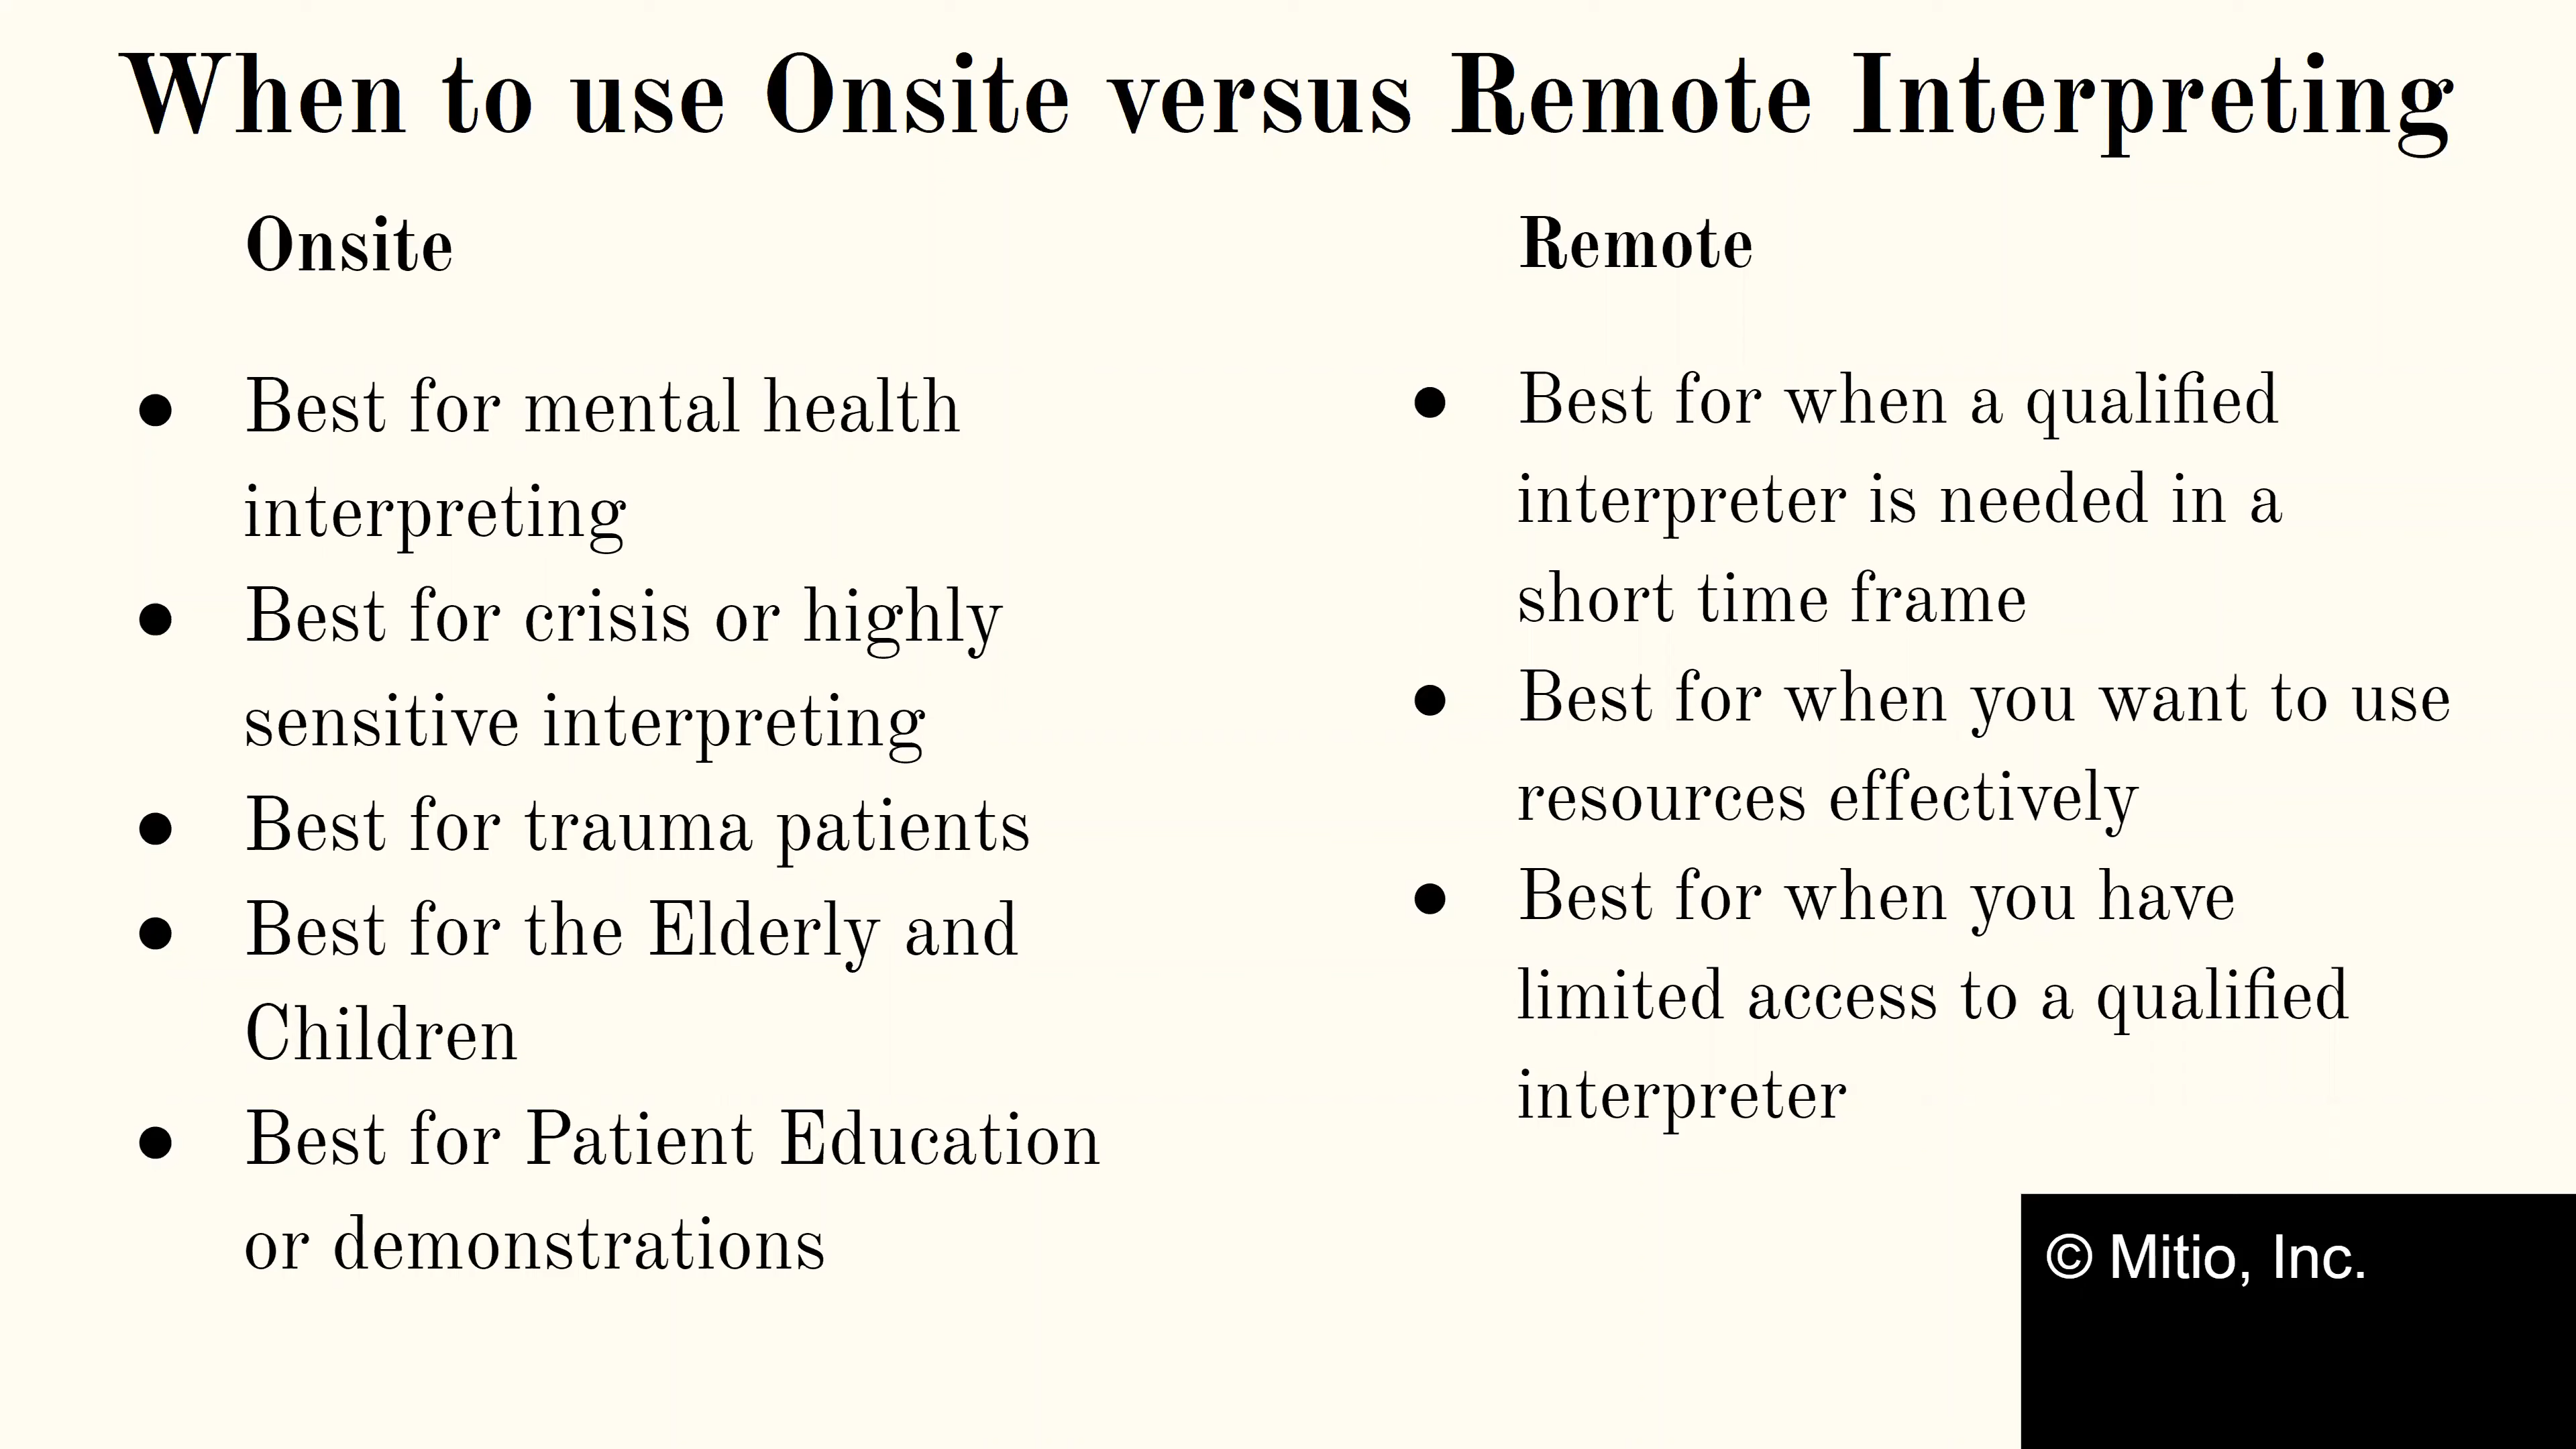 When to use Onsite versus Remote Interpreting
Onsite
● Best for mental health
interpreting
● Best for crisis or highly
sensitive interpreting
● Best for trauma patients
● Best for the Elderly and
Children
● Best for Patient Education
or demonstrations
Remote
● Best for when a qualified
interpreter is needed in a
short time frame
● Best for when you want to use
resources effectively
● Best for when you have
limited access to a qualified
interpreter
© Mitio, Inc.